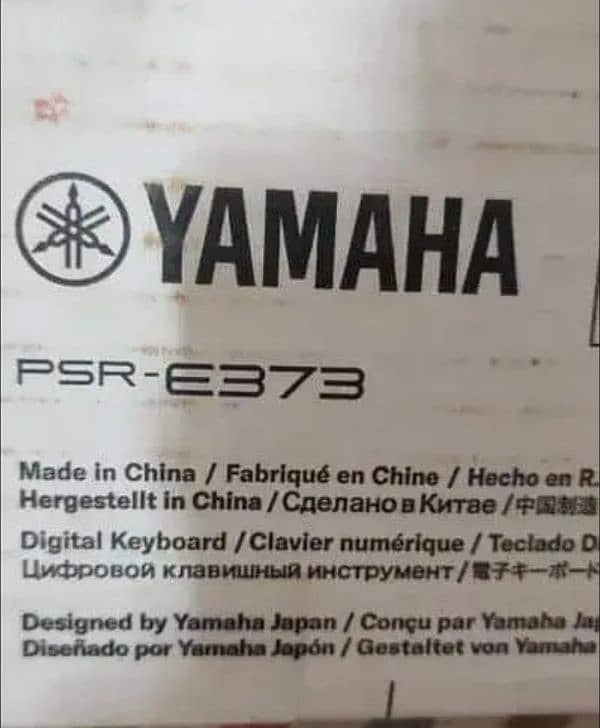 YAMAHA
PSR-E373
Made in China / Fabriqué en Chine / Hecho en R.
Hergestellt in China / Сделано в Китае / 中国制造
Digital Keyboard / Clavier numérique / Teclado D
Цифровой клавишный инструмент / 電子キーボード
Designed by Yamaha Japan / Conçu par Yamaha Jap
Diseñado por Yamaha Japón / Gestaltet von Yamaha